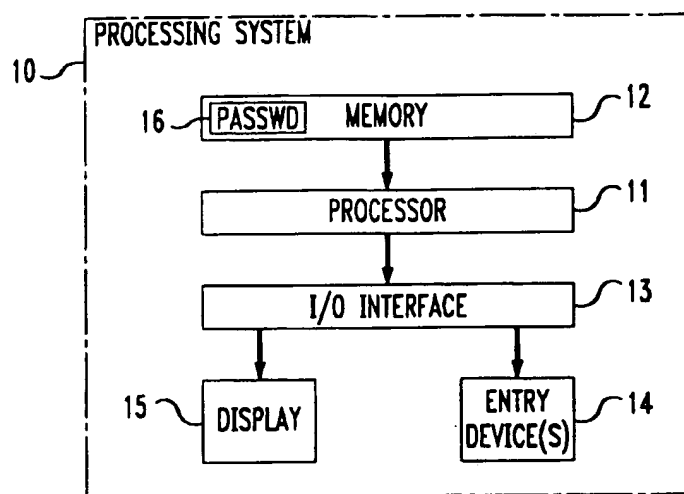 PROCESSING SYSTEM
10
16 PASSWD MEMORY 12
PROCESSOR 11
I/O INTERFACE 13
15 DISPLAY
ENTRY
DEVICE(S) 14